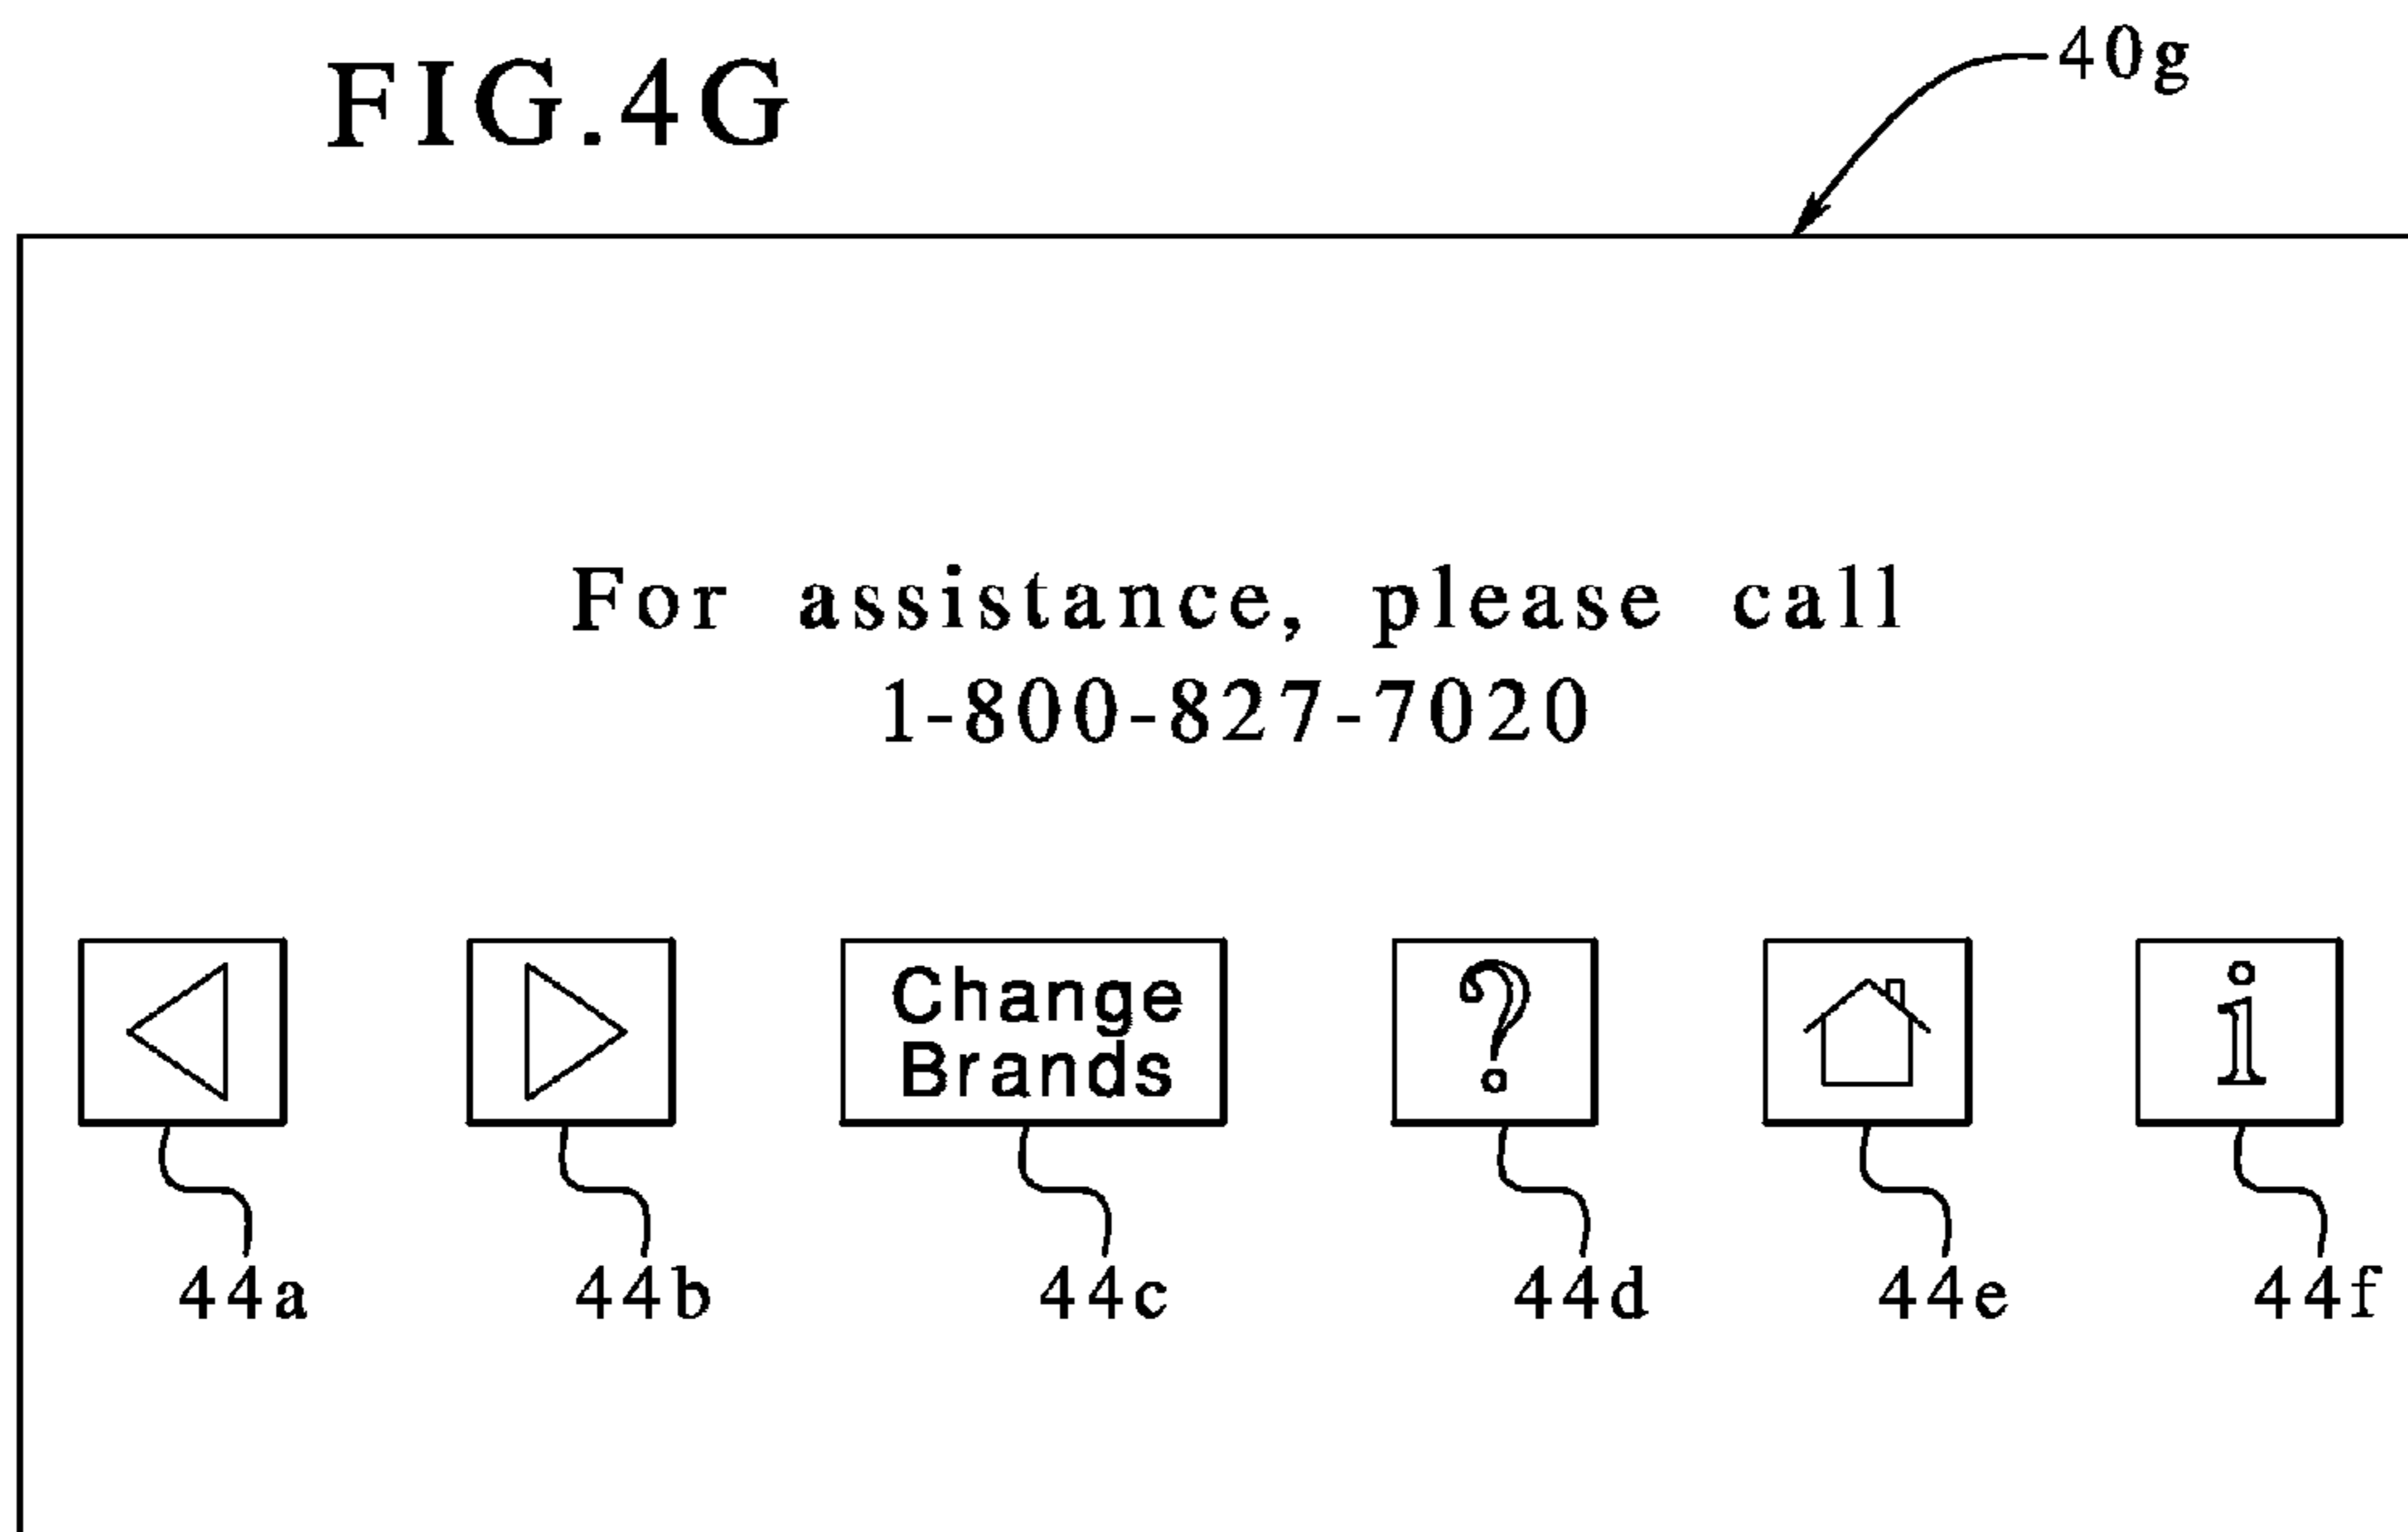 FIG.4G
40g
For assistance, please call
1-800-827-7020
Change
Brands
?
i
44a 44b 44c 44d 44e 44f